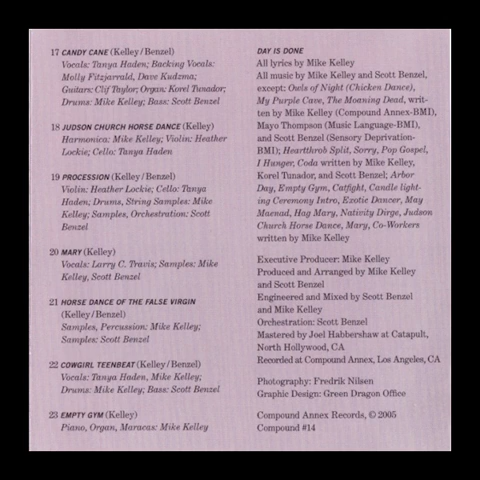 17 CANDY CANE (Kelley/Benzel)
Vocals: Tanya Haden; Backing Vocals:
Molly Fitzjarrald, Dave Kudzma;
Guitars: Clif Taylor; Organ: Korel Tunador;
Drums: Mike Kelley; Bass: Scott Benzel
18 JUDSON CHURCH HORSE DANCE (Kelley)
Harmonica: Mike Kelley; Violin: Heather
Lockie; Cello: Tanya Haden
19 PROCESSION (Kelley/Benzel)
Violin: Heather Lockie; Cello: Tanya
Haden; Drums, String Samples: Mike
Kelley; Samples, Orchestration: Scott
Benzel
20 MARY (Kelley)
Vocals: Larry C. Travis; Samples: Mike
Kelley, Scott Benzel
21 HORSE DANCE OF THE FALSE VIRGIN
(Kelley/Benzel)
Samples, Percussion: Mike Kelley;
Samples: Scott Benzel
22 COWGIRL TEENBEAT (Kelley/Benzel)
Vocals: Tanya Haden, Mike Kelley;
Drums: Mike Kelley; Bass: Scott Benzel
23 EMPTY GYM (Kelley)
Piano, Organ, Maracas: Mike Kelley
DAY IS DONE
All lyrics by Mike Kelley
All music by Mike Kelley and Scott Benzel,
except: Owls of Night (Chicken Dance),
My Purple Cave, The Moaning Dead, writ-
ten by Mike Kelley (Compound Annex-BMI),
Mayo Thompson (Music Language-BMI),
and Scott Benzel (Sensory Deprivation-
BMI); Heartthrob Split, Sorry, Pop Gospel,
I Hunger, Coda written by Mike Kelley,
Korel Tunador, and Scott Benzel; Arbor
Day, Empty Gym, Catfight, Candle light-
ing Ceremony Intro, Exotic Dancer, May
Maenad, Hag Mary, Nativity Dirge, Judson
Church Horse Dance, Mary, Co-Workers
written by Mike Kelley
Executive Producer: Mike Kelley
Produced and Arranged by Mike Kelley
and Scott Benzel
Engineered and Mixed by Scott Benzel
and Mike Kelley
Orchestration: Scott Benzel
Mastered by Joel Habbershaw at Catapult,
North Hollywood, CA
Recorded at Compound Annex, Los Angeles, CA
Photography: Fredrik Nilsen
Graphic Design: Green Dragon Office
Compound Annex Records, © 2005
Compound #14